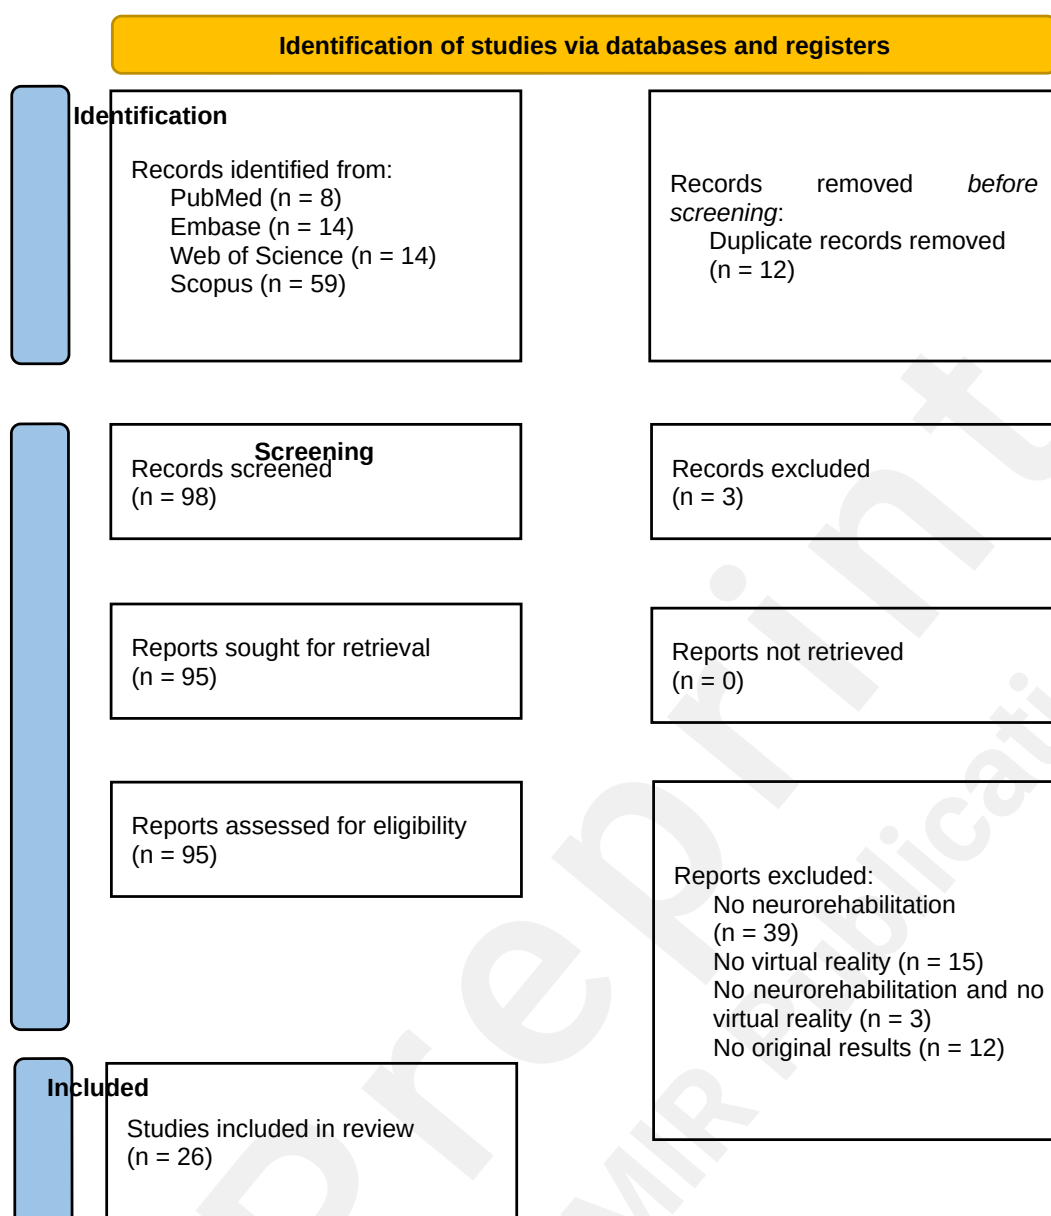 Identification of studies via databases and registers
Identification
Records identified from:
PubMed (n = 8)
Embase (n = 14)
Web of Science (n = 14)
Scopus (n = 59)
Records removed before
screening:
Duplicate records removed
(n = 12)
Screening
Records screened
(n = 98)
Records excluded
(n = 3)
Reports sought for retrieval
(n = 95)
Reports not retrieved
(n = 0)
Reports assessed for eligibility
(n = 95)
Reports excluded:
No neurorehabilitation
(n = 39)
No virtual reality (n = 15)
No neurorehabilitation and no
virtual reality (n = 3)
No original results (n = 12)
Included
Studies included in review
(n = 26)
Preprint